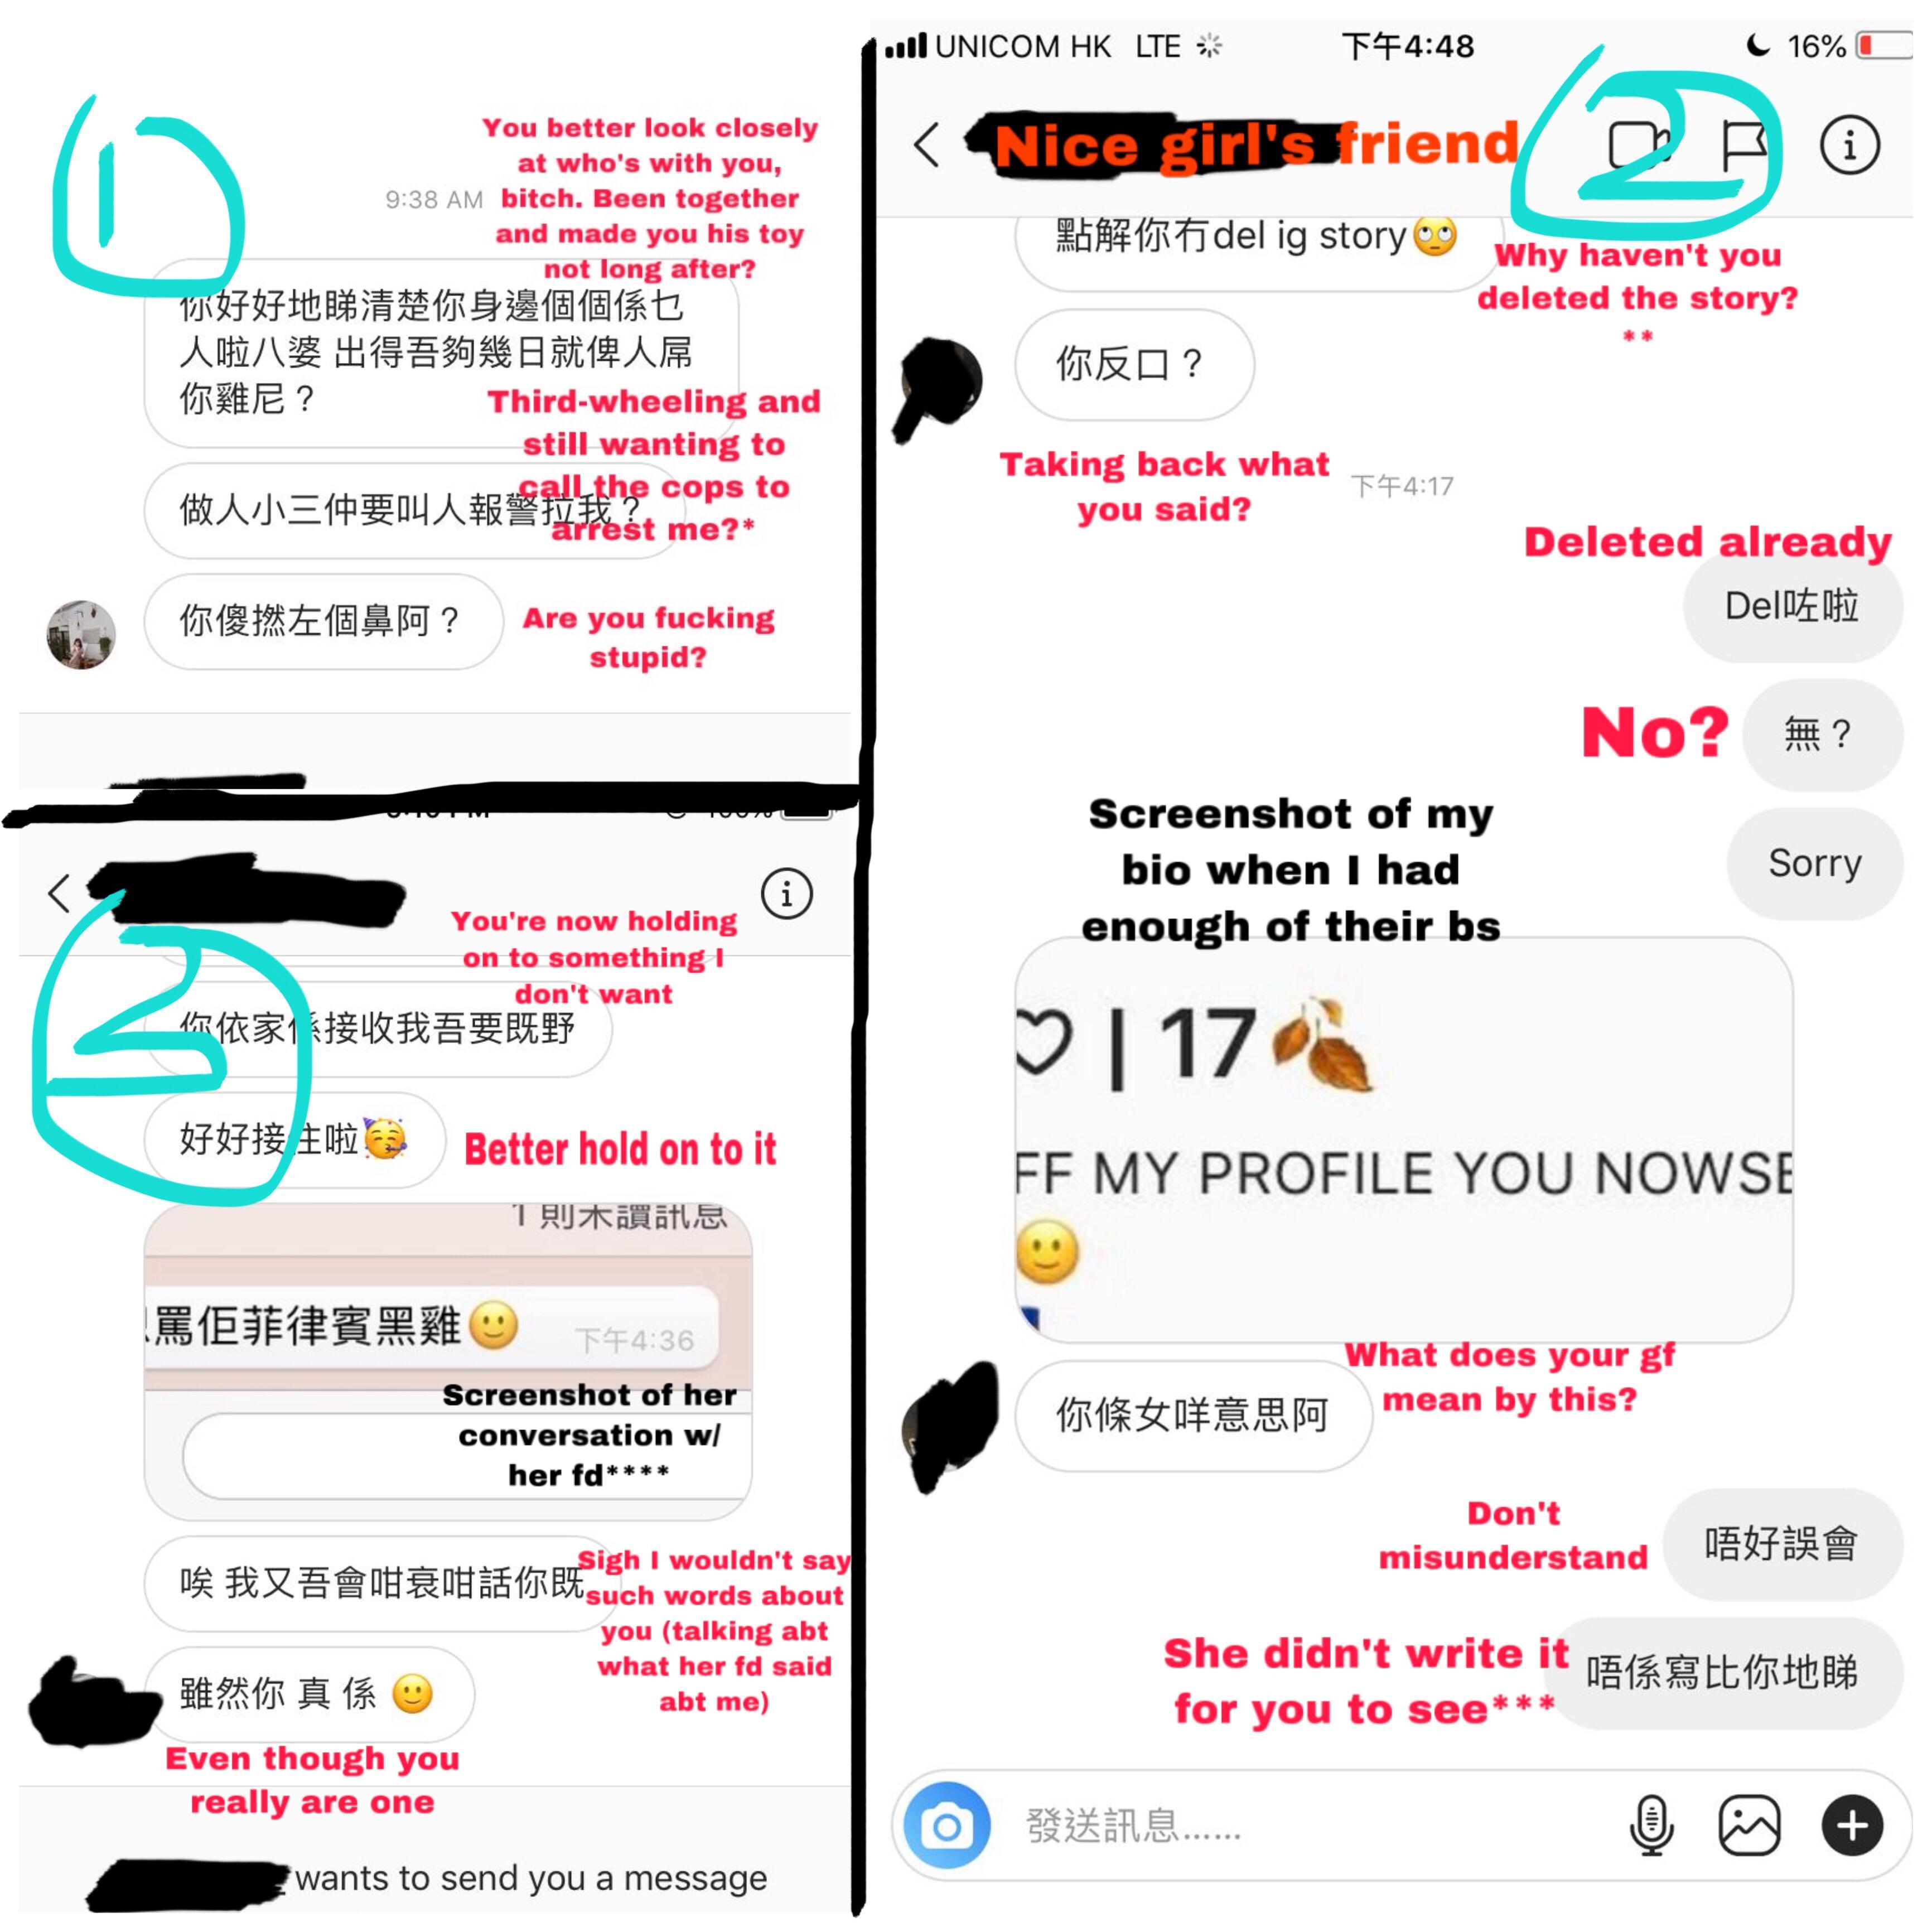 1
You better look closely
at who's with you,
9:38 AM bitch. Been together
and made you his toy
not long after?
你好好地睇清楚你身邊個個係乜
人啦八婆 出得吾夠幾日就俾人屌
你雞尼？
Third-wheeling and
still wanting to
call the cops to
arrest me?*
做人小三仲要叫人報警拉我？
你傻撚左個鼻阿？
Are you fucking
stupid?
UNICOM HK LTE 下午4:48 16%
Nice girl's friend
2
點解你冇del ig story🙄
Why haven't you
deleted the story?
**
你反口？
Taking back what
you said?
下午4:17
Deleted already
Del咗啦
No?
無？
Sorry
Screenshot of my
bio when I had
enough of their bs
♡ | 17🍂
FF MY PROFILE YOU NOWSE
🙂
What does your gf
mean by this?
你條女咩意思阿
Don't
misunderstand
唔好誤會
She didn't write it
for you to see***
唔係寫比你地睇
發送訊息......
You're now holding
on to something I
don't want
你依家係接收我吾要既野
好好接住啦🥳
Better hold on to it
1 則未讀訊息
罵佢菲律賓黑雞🙂
下午4:36
Screenshot of her
conversation w/
her fd****
唉 我又吾會咁衰咁話你既
Sigh I wouldn't say
such words about
you (talking abt
what her fd said
abt me)
雖然你 真 係 🙂
Even though you
really are one
wants to send you a message